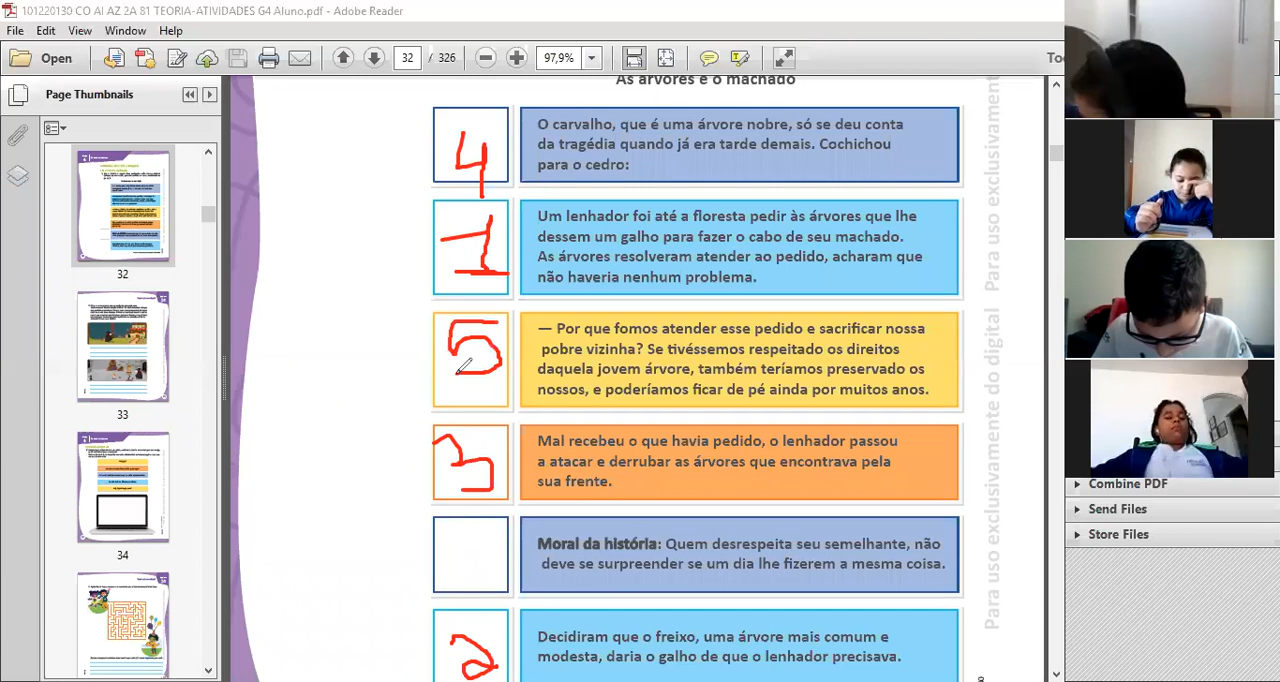 101220130 CO AI AZ 2A 81 TEORIA-ATIVIDADES G4 Aluno.pdf - Adobe Reader
File Edit View Window Help
Open 32 / 326 97,9% Too
Page Thumbnails
32
33
34
As árvores e o machado
4
O carvalho, que é uma árvore nobre, só se deu conta
da tragédia quando já era tarde demais. Cochichou
para o cedro:
1
Um lenhador foi até a floresta pedir às árvores que lhe
dessem um galho para fazer o cabo de seu machado.
As árvores resolveram atender ao pedido, acharam que
não haveria nenhum problema.
5
— Por que fomos atender esse pedido e sacrificar nossa
pobre vizinha? Se tivéssemos respeitado os direitos
daquela jovem árvore, também teríamos preservado os
nossos, e poderíamos ficar de pé ainda por muitos anos.
3
Mal recebeu o que havia pedido, o lenhador passou
a atacar e derrubar as árvores que encontrava pela
sua frente.
Moral da história: Quem desrespeita seu semelhante, não
deve se surpreender se um dia lhe fizerem a mesma coisa.
2
Decidiram que o freixo, uma árvore mais comum e
modesta, daria o galho de que o lenhador precisava.
Para uso exclusivamente do digital Para uso exclusivament
Combine PDF
Send Files
Store Files